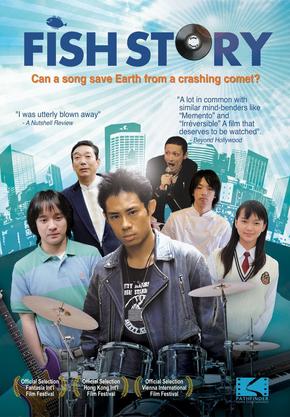 FISH STORY
Can a song save Earth from a crashing comet?
"I was utterly blown away"
- A Nutshell Review
"A lot in common with
similar mind-benders like
"Memento" and
"Irreversible" A film that
deserves to be watched".
- Beyond Hollywood
Official Selection
Fantasia Int'l
Film Festival
Official Selection
Hong Kong Int'l
Film Festival
Official Selection
Vienna International
Film Festival
PATHFINDER